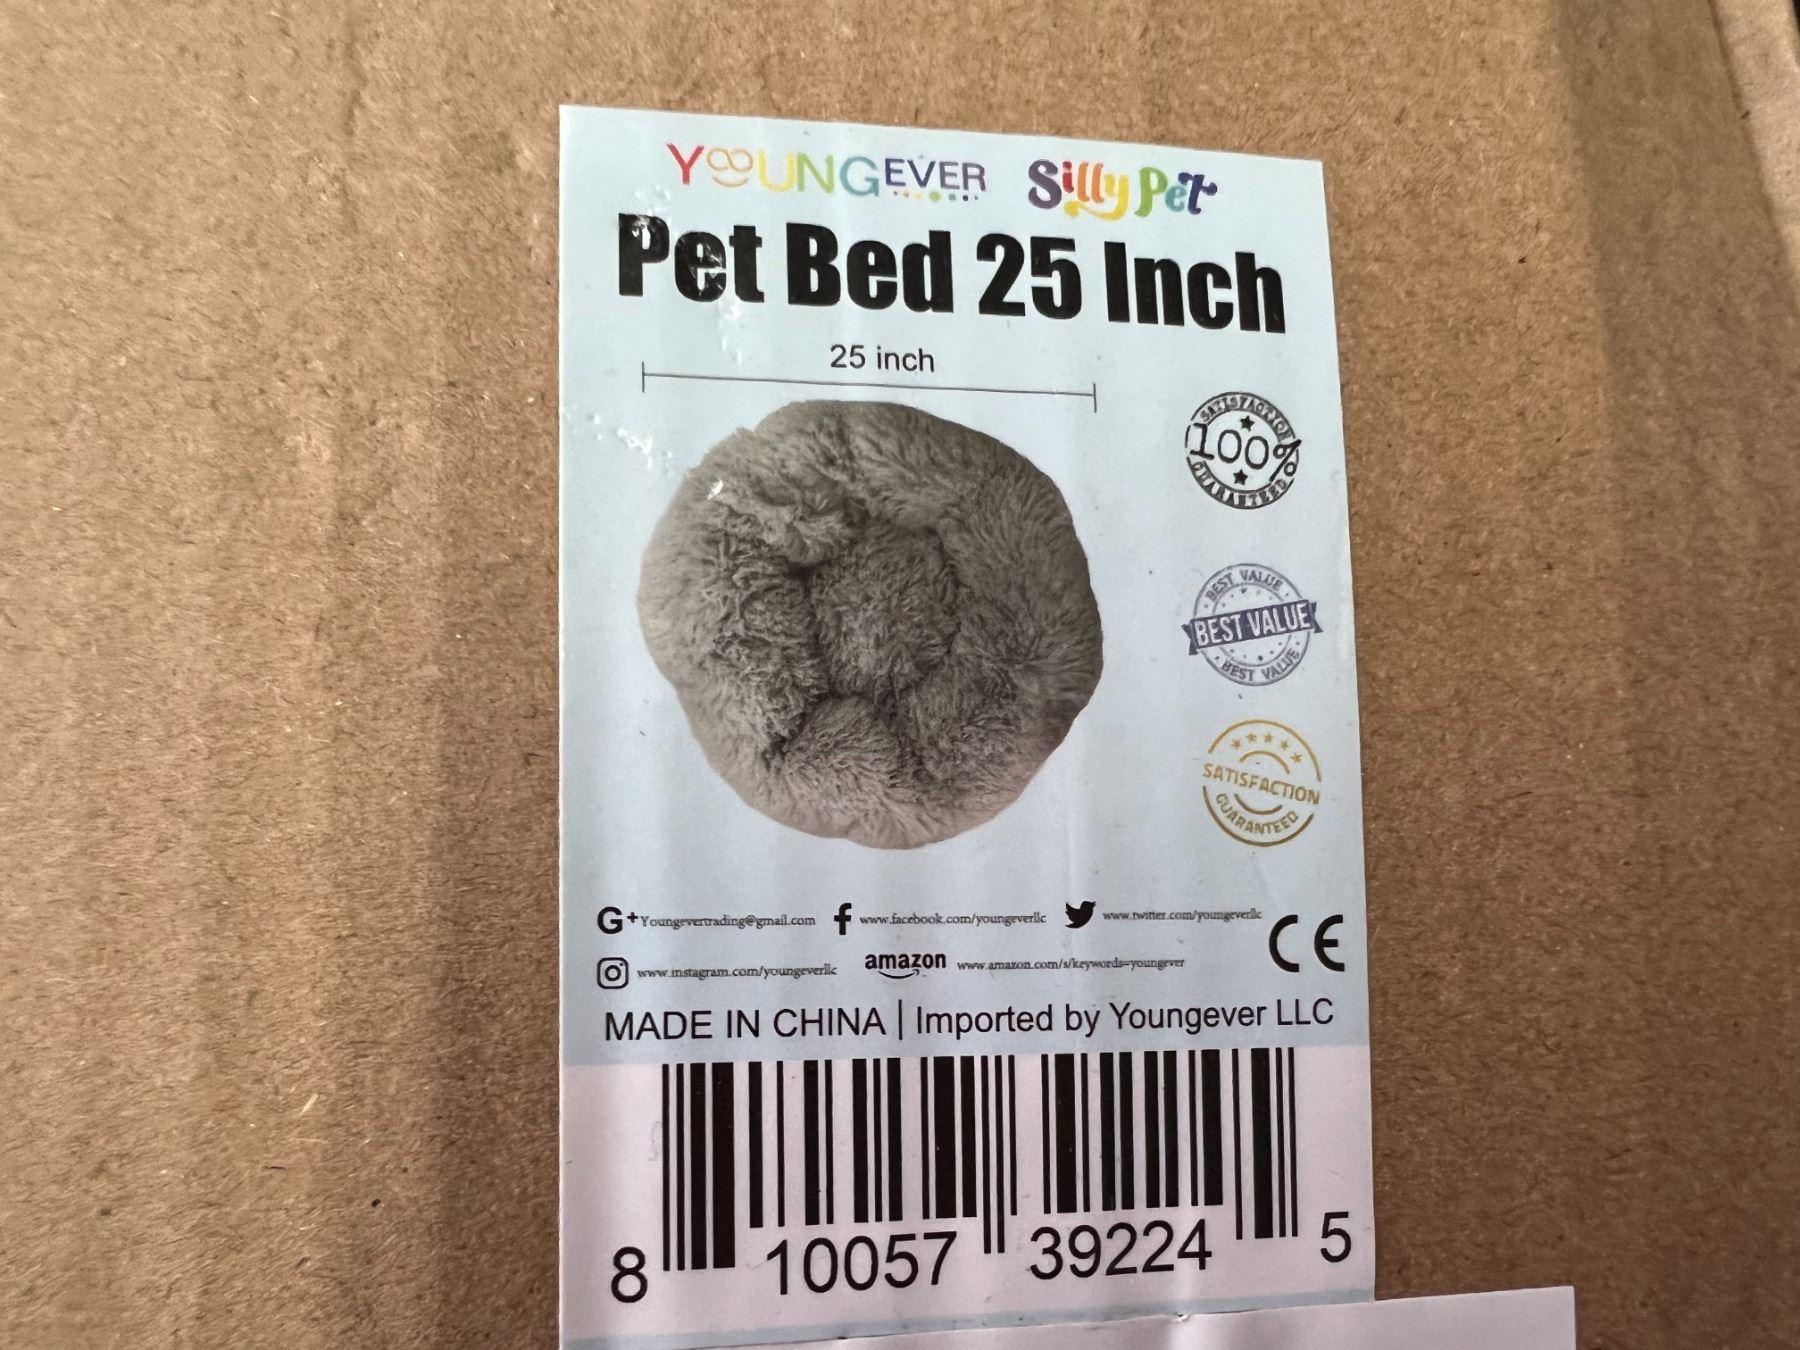 YOUNGEVER Silly Pet
Pet Bed 25 Inch
25 inch
SATISFACTION
100%
GUARANTEED
BEST VALUE
BEST VALUE
BEST VALUE
SATISFACTION
GUARANTEED
G+ Youngevertrading@gmail.com f www.facebook.com/youngeverllc www.twitter.com/youngeverllc CE
www.instagram.com/youngeverllc amazon www.amazon.com/s/keywords=youngever
MADE IN CHINA | Imported by Youngever LLC
8 10057 39224 5